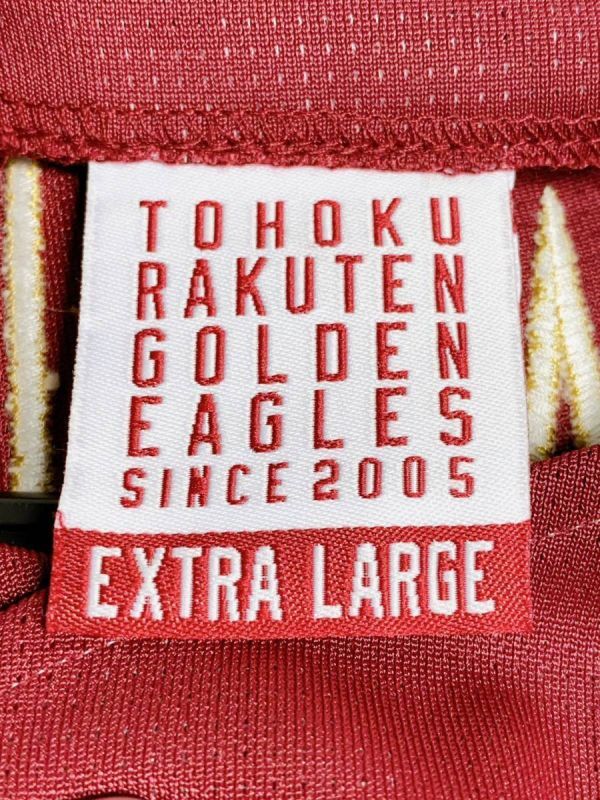 TOHOKU
RAKUTEN
GOLDEN
EAGLES
SINCE 2005
EXTRA LARGE